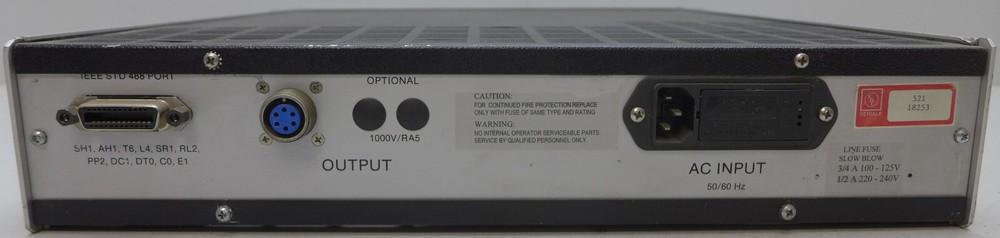 IEEE STD 488 PORT
SH1, AH1, T6, L4, SR1, RL2,
PP2, DC1, DT0, C0, E1
OPTIONAL
1000V/RA5
OUTPUT
CAUTION:
FOR CONTINUED FIRE PROTECTION REPLACE
ONLY WITH FUSE OF SAME TYPE AND RATING
WARNING:
NO INTERNAL OPERATOR SERVICEABLE PARTS
SERVICE BY QUALIFIED PERSONNEL ONLY.
AC INPUT
50/60 Hz
521
18253
LINE FUSE
SLOW BLOW
3/4 A 100 - 125V
1/2 A 220 - 240V